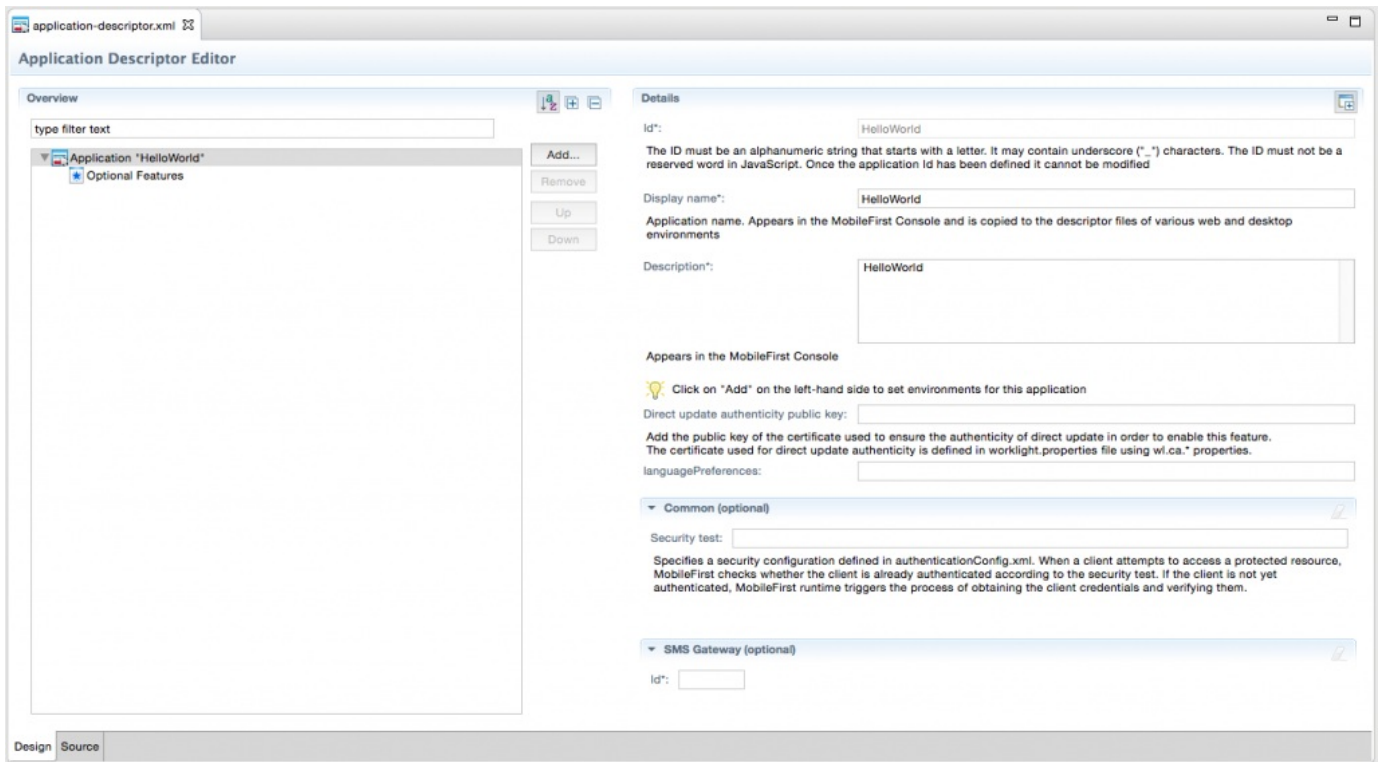 application-descriptor.xml
Application Descriptor Editor
Overview
type filter text
Application "HelloWorld"
Optional Features
Add...
Remove
Up
Down
Details
Id*:
HelloWorld
The ID must be an alphanumeric string that starts with a letter. It may contain underscore ("_") characters. The ID must not be a
reserved word in JavaScript. Once the application Id has been defined it cannot be modified
Display name*:
HelloWorld
Application name. Appears in the MobileFirst Console and is copied to the descriptor files of various web and desktop
environments
Description*:
HelloWorld
Appears in the MobileFirst Console
Click on "Add" on the left-hand side to set environments for this application
Direct update authenticity public key:
Add the public key of the certificate used to ensure the authenticity of direct update in order to enable this feature.
The certificate used for direct update authenticity is defined in worklight.properties file using wl.ca.* properties.
languagePreferences:
Common (optional)
Security test:
Specifies a security configuration defined in authenticationConfig.xml. When a client attempts to access a protected resource,
MobileFirst checks whether the client is already authenticated according to the security test. If the client is not yet
authenticated, MobileFirst runtime triggers the process of obtaining the client credentials and verifying them.
SMS Gateway (optional)
Id*:
Design
Source